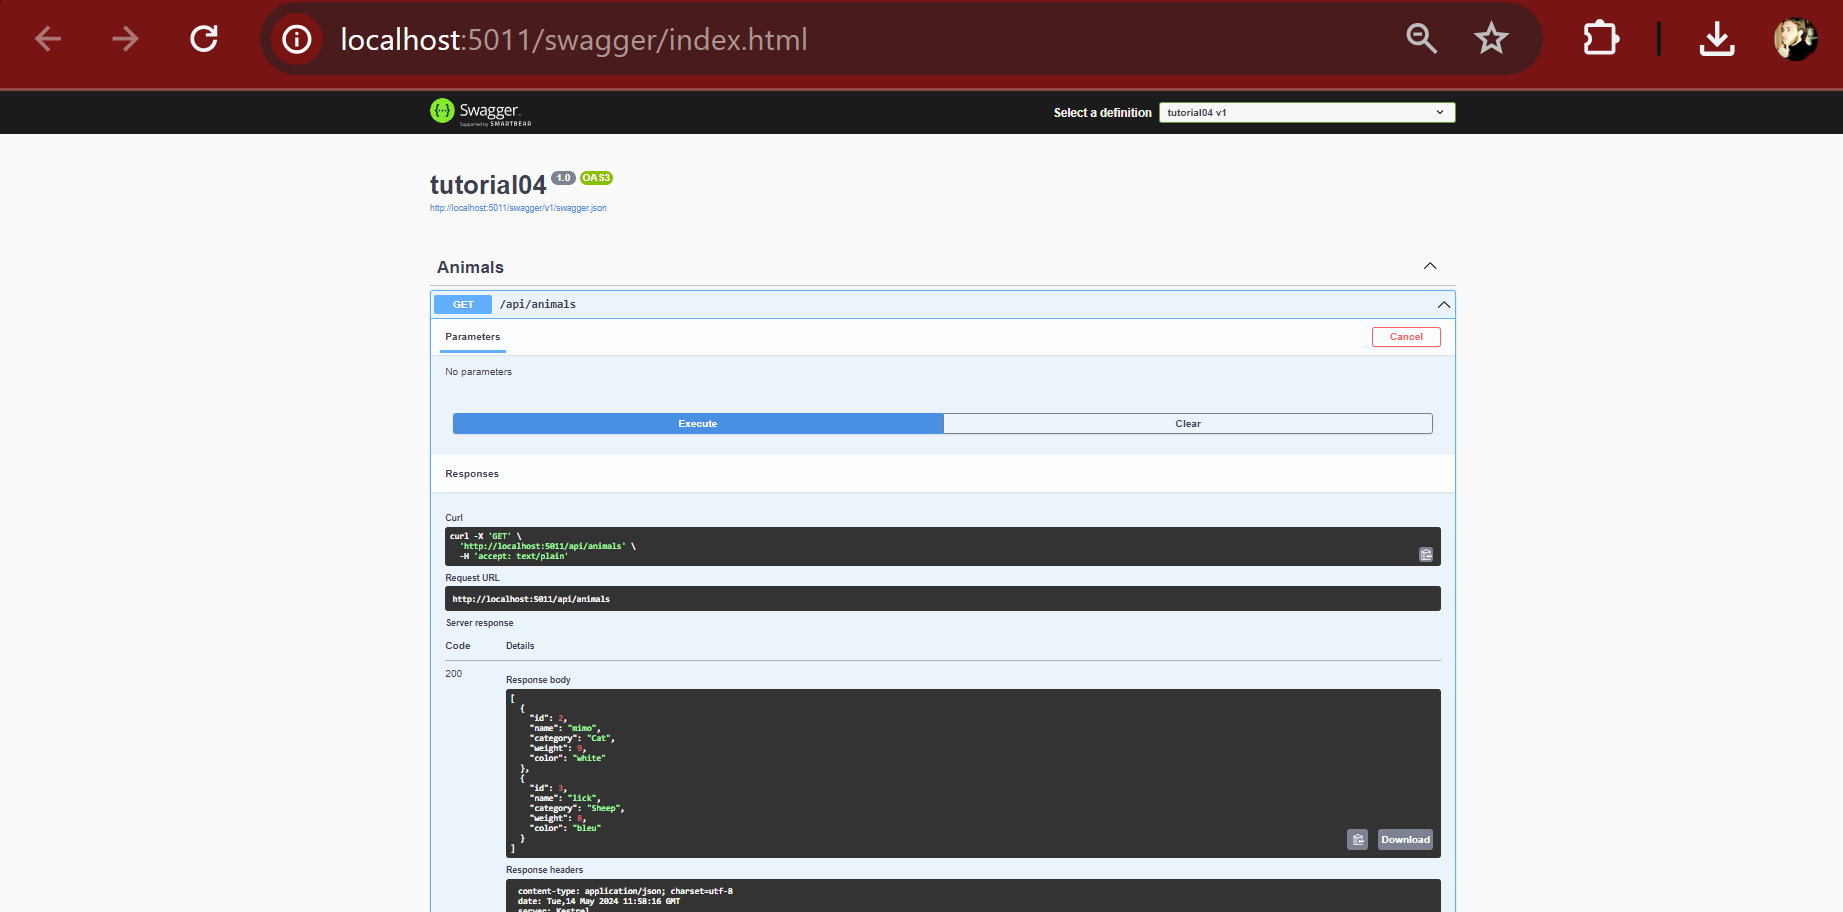 localhost:5011/swagger/index.html
Swagger
Supported by SMARTBEAR
Select a definition
tutorial04 v1
tutorial04 1.0 OAS3
http://localhost:5011/swagger/v1/swagger.json
Animals
GET /api/animals
Parameters
Cancel
No parameters
Execute
Clear
Responses
Curl
curl -X 'GET' \
'http://localhost:5011/api/animals' \
-H 'accept: text/plain'
Request URL
http://localhost:5011/api/animals
Server response
Code Details
200
Response body
[
{
"id": 2,
"name": "mimo",
"category": "Cat",
"weight": 9,
"color": "white"
},
{
"id": 3,
"name": "lick",
"category": "Sheep",
"weight": 8,
"color": "bleu"
}
]
Download
Response headers
content-type: application/json; charset=utf-8
date: Tue,14 May 2024 11:58:16 GMT
server: Kestrel